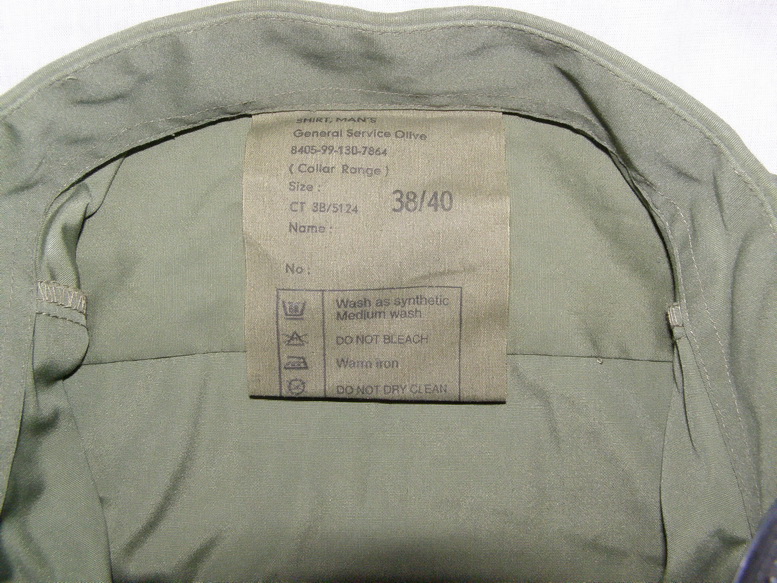 SHIRT, MAN'S
General Service Olive
8405-99-130-7864
( Collar Range )
Size :
CT 3B/5124 38/40
Name :
No :
Wash as synthetic
Medium wash
DO NOT BLEACH
Warm iron
DO NOT DRY CLEAN